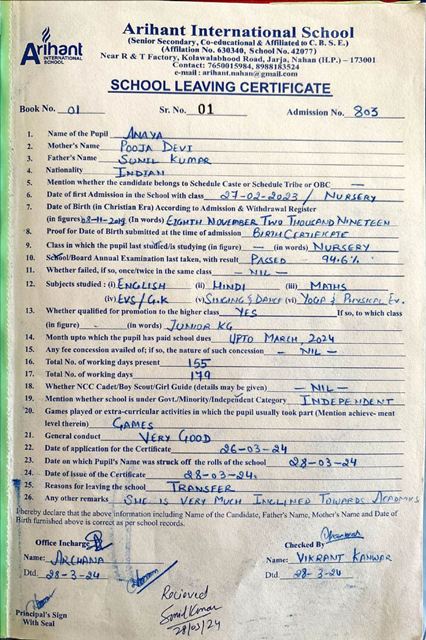 Arihant International School
(Senior Secondary, Co-educational & Affiliated to C. B. S. E.)
(Affilation No. 630340, School No. 42077)
Near R & T Factory, Kolawalabhood Road, Jarja, Nahan (H.P.) – 173001
Contact: 7650015984, 8988183524
e-mail : arihant.nahan@gmail.com
Arihant
INTERNATIONAL
SCHOOL
SCHOOL LEAVING CERTIFICATE
Book No. 01 Sr. No. 01 Admission No. 803
1. Name of the Pupil ANAYA
2. Mother's Name POOJA DEVI
3. Father's Name SUNIL KUMAR
4. Nationality INDIAN
5. Mention whether the candidate belongs to Schedule Caste or Schedule Tribe or OBC —
6. Date of first Admission in the School with class 27-02-2023 / NURSERY
7. Date of Birth (in Christian Era) According to Admission & Withdrawal Register
(in figures) 08-11-2019 (In words) EIGHTH NOVEMBER TWO THOUSAND NINETEEN
8. Proof for Date of Birth submitted at the time of admission BIRTH CERTIFICATE
9. Class in which the pupil last studied/is studying (in figure) — (in words) NURSERY
10. School/Board Annual Examination last taken, with result PASSED 94.6%
11. Whether failed, if so, once/twice in the same class – NIL –
12. Subjects studied : (i) ENGLISH (ii) HINDI (iii) MATHS
(iv) EVS/G.K (v) SINGING & DANCE (vi) YOGA & PHYSICAL EV.
13. Whether qualified for promotion to the higher class YES If so, to which class
(in figure) – (in words) JUNIOR KG
14. Month upto which the pupil has paid school dues UPTO MARCH, 2024
15. Any fee concession availed of; if so, the nature of such concession – NIL –
16. Total No. of working days present 155
17. Total No. of working days 179
18. Whether NCC Cadet/Boy Scout/Girl Guide (details may be given) – NIL –
19. Mention whether school is under Govt./Minority/Independent Category INDEPENDENT
20. Games played or extra-curricular activities in which the pupil usually took part (Mention achieve- ment
level therein) GAMES
21. General conduct VERY GOOD
22. Date of application for the Certificate 26-03-24
23. Date on which Pupil's Name was struck off the rolls of the school 28-03-24
24. Date of issue of the Certificate 28-03-24.
25. Reasons for leaving the school TRANSFER
26. Any other remarks SHE IS VERY MUCH INCLINED TOWARDS ACADEMICS
I hereby declare that the above information including Name of the Candidate, Father's Name, Mother's Name and Date of
Birth furnished above is correct as per school records.
Office Incharge Checked By
Name: ARCHANA Name: VIKRANT KANWAR
Dtd. 28-3-24 Dtd. 28-3-24
Recieved
Sunil Kumar
28/03/24
Principal's Sign
With Seal